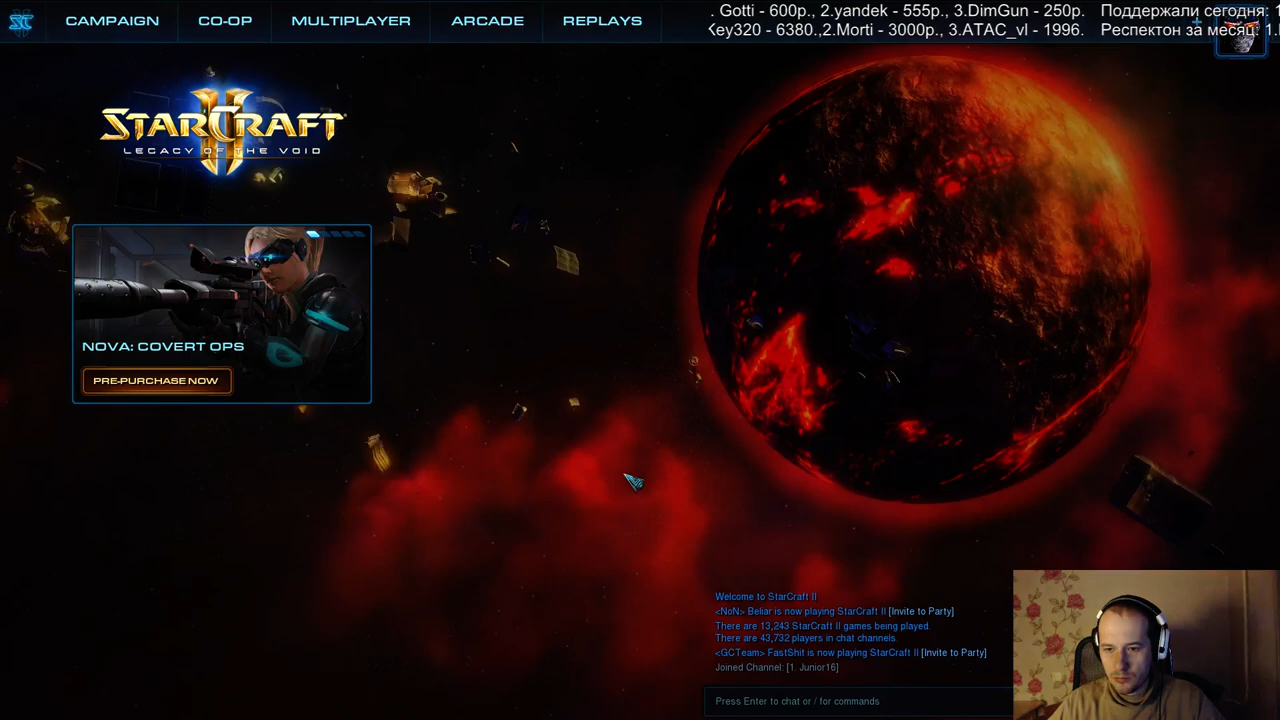 CAMPAIGN
CO-OP
MULTIPLAYER
ARCADE
REPLAYS
. Gotti - 600р., 2.yandek - 555р., 3.DimGun - 250р. Поддержали сегодня: 1
Key320 - 6380.,2.Morti - 3000р., 3.ATAC_vl - 1996. Респектон за месяц: 1.
STARCRAFT
II
LEGACY OF THE VOID
NOVA: COVERT OPS
PRE-PURCHASE NOW
Welcome to StarCraft II
<NoN> Beliar is now playing StarCraft II [Invite to Party]
There are 13,243 StarCraft II games being played.
There are 43,732 players in chat channels.
<GCTeam> FastShit is now playing StarCraft II [Invite to Party]
Joined Channel: [1. Junior16]
Press Enter to chat or / for commands